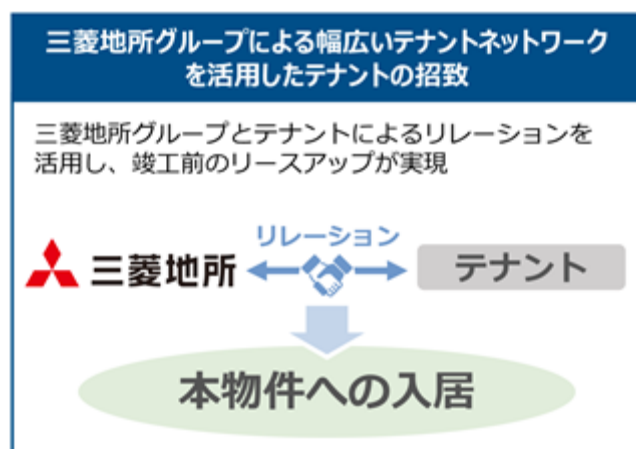 三菱地所グループによる幅広いテナントネットワーク
を活用したテナントの招致
三菱地所グループとテナントによるリレーションを
活用し、竣工前のリースアップが実現
リレーション
三菱地所
テナント
本物件への入居